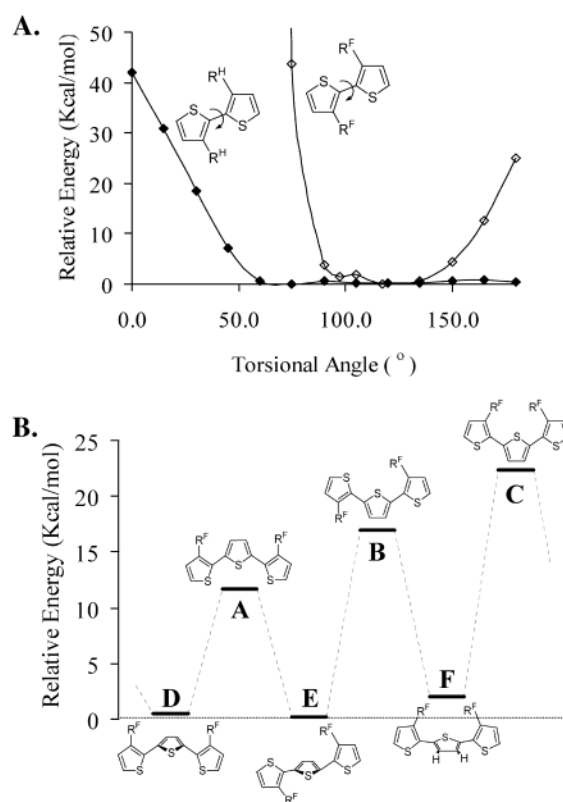 A.
Relative Energy (Kcal/mol)
50
40
30
20
10
0
0.0
50.0
100.0
150.0
Torsional Angle (°)
R^H
S
S
R^H
R^F
S
S
R^F
B.
Relative Energy (Kcal/mol)
25
20
15
10
5
0
R^F
S
R^F
S
S
A
R^F
S
S
S
R^F
B
R^F
R^F
S
S
S
C
D
R^F
S
R^F
S
S
E
R^F
S
S
S
R^F
F
R^F
R^F
S
S
S
H
H